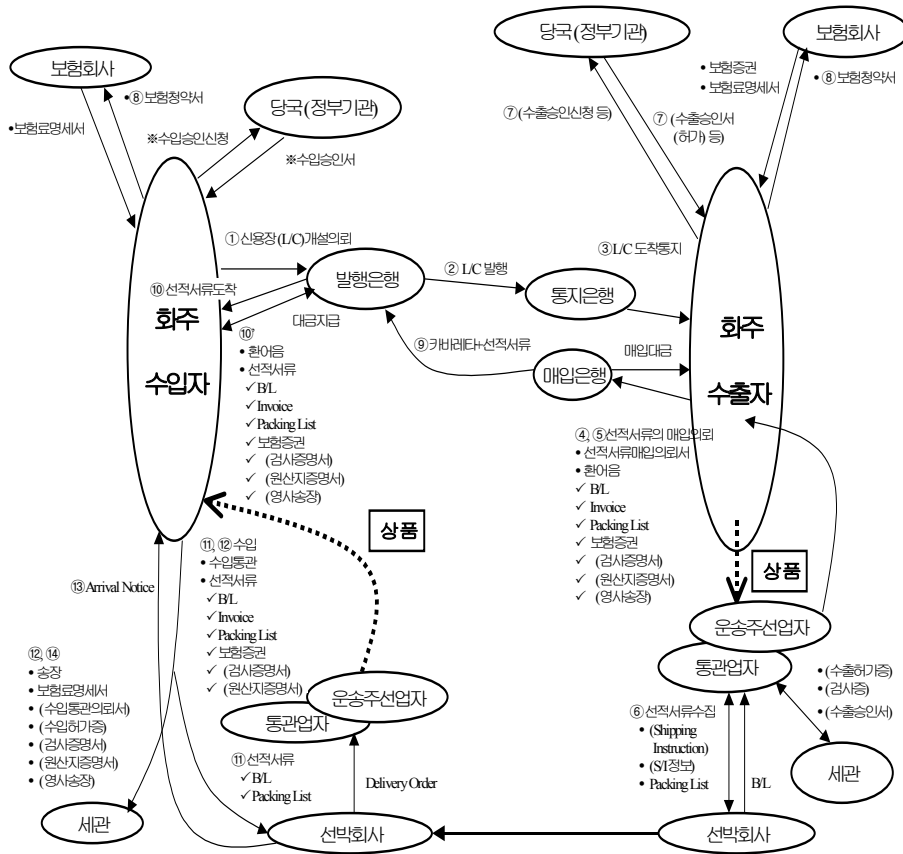 당국 (정부기관)
보험회사
보험회사
• 보험증권
• 보험료명세서
• ⑧ 보험청약서
•⑧ 보험청약서
당국 (정부기관)
•보험료명세서
⑦ (수출승인신청 등)
⑦ (수출승인서
(허가) 등)
※수입승인신청
※수입승인서
① 신용장 (L/C)개설의뢰
② L/C 발행
③L/C 도착통지
발행은행
통지은행
⑩ 선적서류도착
대금지급
화주
수입자
화주
수출자
⑨ 카바레타+선적서류
매입대금
매입은행
⑩'
• 환어음
• 선적서류
✓ B/L
✓ Invoice
✓ Packing List
✓ 보험증권
✓ (검사증명서)
✓ (원산지증명서)
✓ (영사송장)
④, ⑤선적서류의 매입의뢰
• 선적서류매입의뢰서
• 환어음
✓ B/L
✓ Invoice
✓ Packing List
✓ 보험증권
✓ (검사증명서)
✓ (원산지증명서)
✓ (영사송장)
상품
상품
⑪, ⑫ 수입
• 수입통관
• 선적서류
✓ B/L
✓ Invoice
✓ Packing List
✓ 보험증권
✓ (검사증명서)
✓ (원산지증명서)
⑬ Arrival Notice
운송주선업자
통관업자
• (수출허가증)
• (검사증)
• (수출승인서)
⑫, ⑭
• 송장
• 보험료명세서
• (수입통관의뢰서)
• (수입허가증)
• (검사증명서)
• (원산지증명서)
• (영사송장)
운송주선업자
통관업자
⑥ 선적서류수집
• (Shipping
Instruction)
• (S/I정보)
• Packing List
B/L
세관
⑪ 선적서류
✓ B/L
✓ Packing List
Delivery Order
세관
선박회사
선박회사